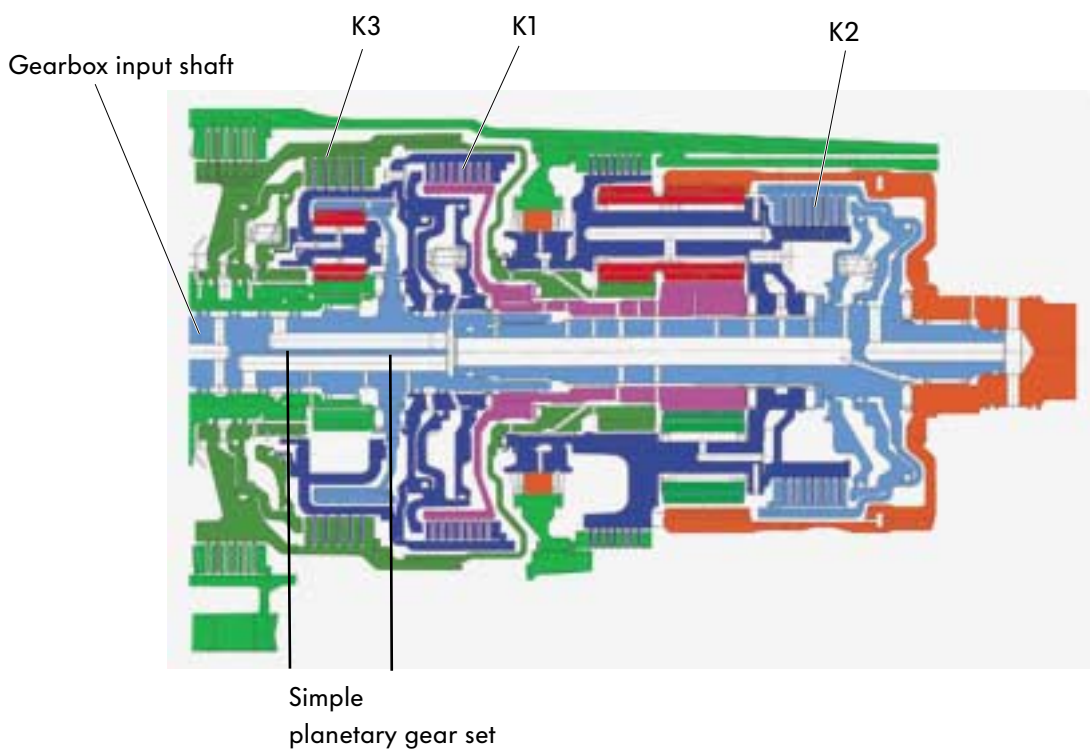 K3
K1
K2
Gearbox input shaft
Simple
planetary gear set